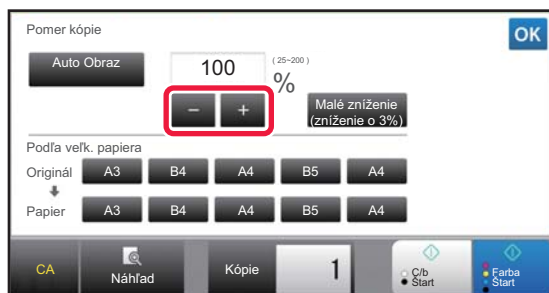 Pomer kópie
OK
Auto Obraz
100
(25~200)
%
−
+
Malé zníženie
(zníženie o 3%)
Podľa veľk. papiera
Originál
A3
B4
A4
B5
A4
Papier
A3
B4
A4
B5
A4
CA
Náhľad
Kópie
1
Č/b
Štart
Farba
Štart